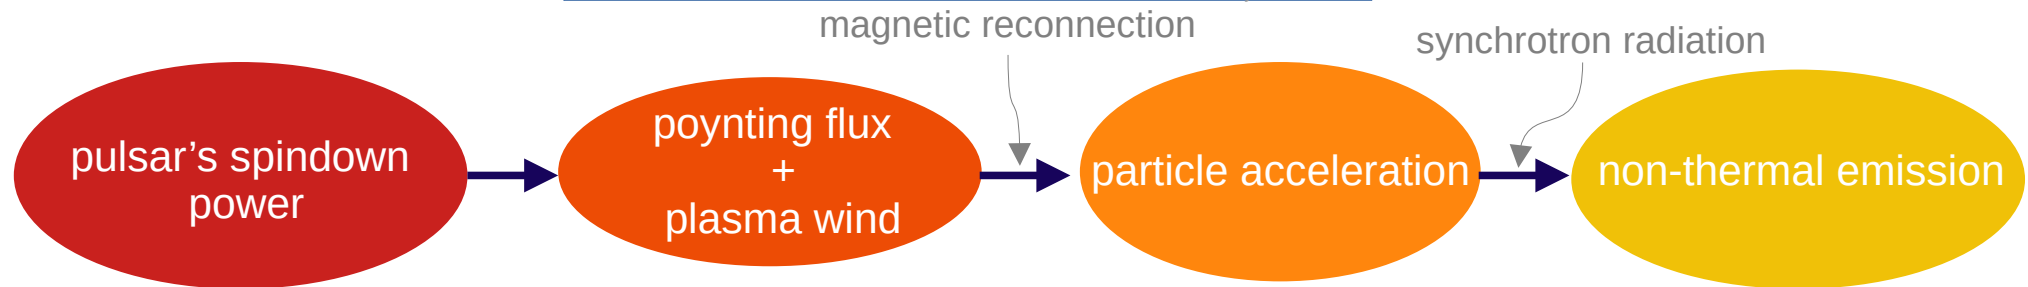 magnetic reconnection
synchrotron radiation
pulsar’s spindown
power
poynting flux
+
plasma wind
particle acceleration
non-thermal emission